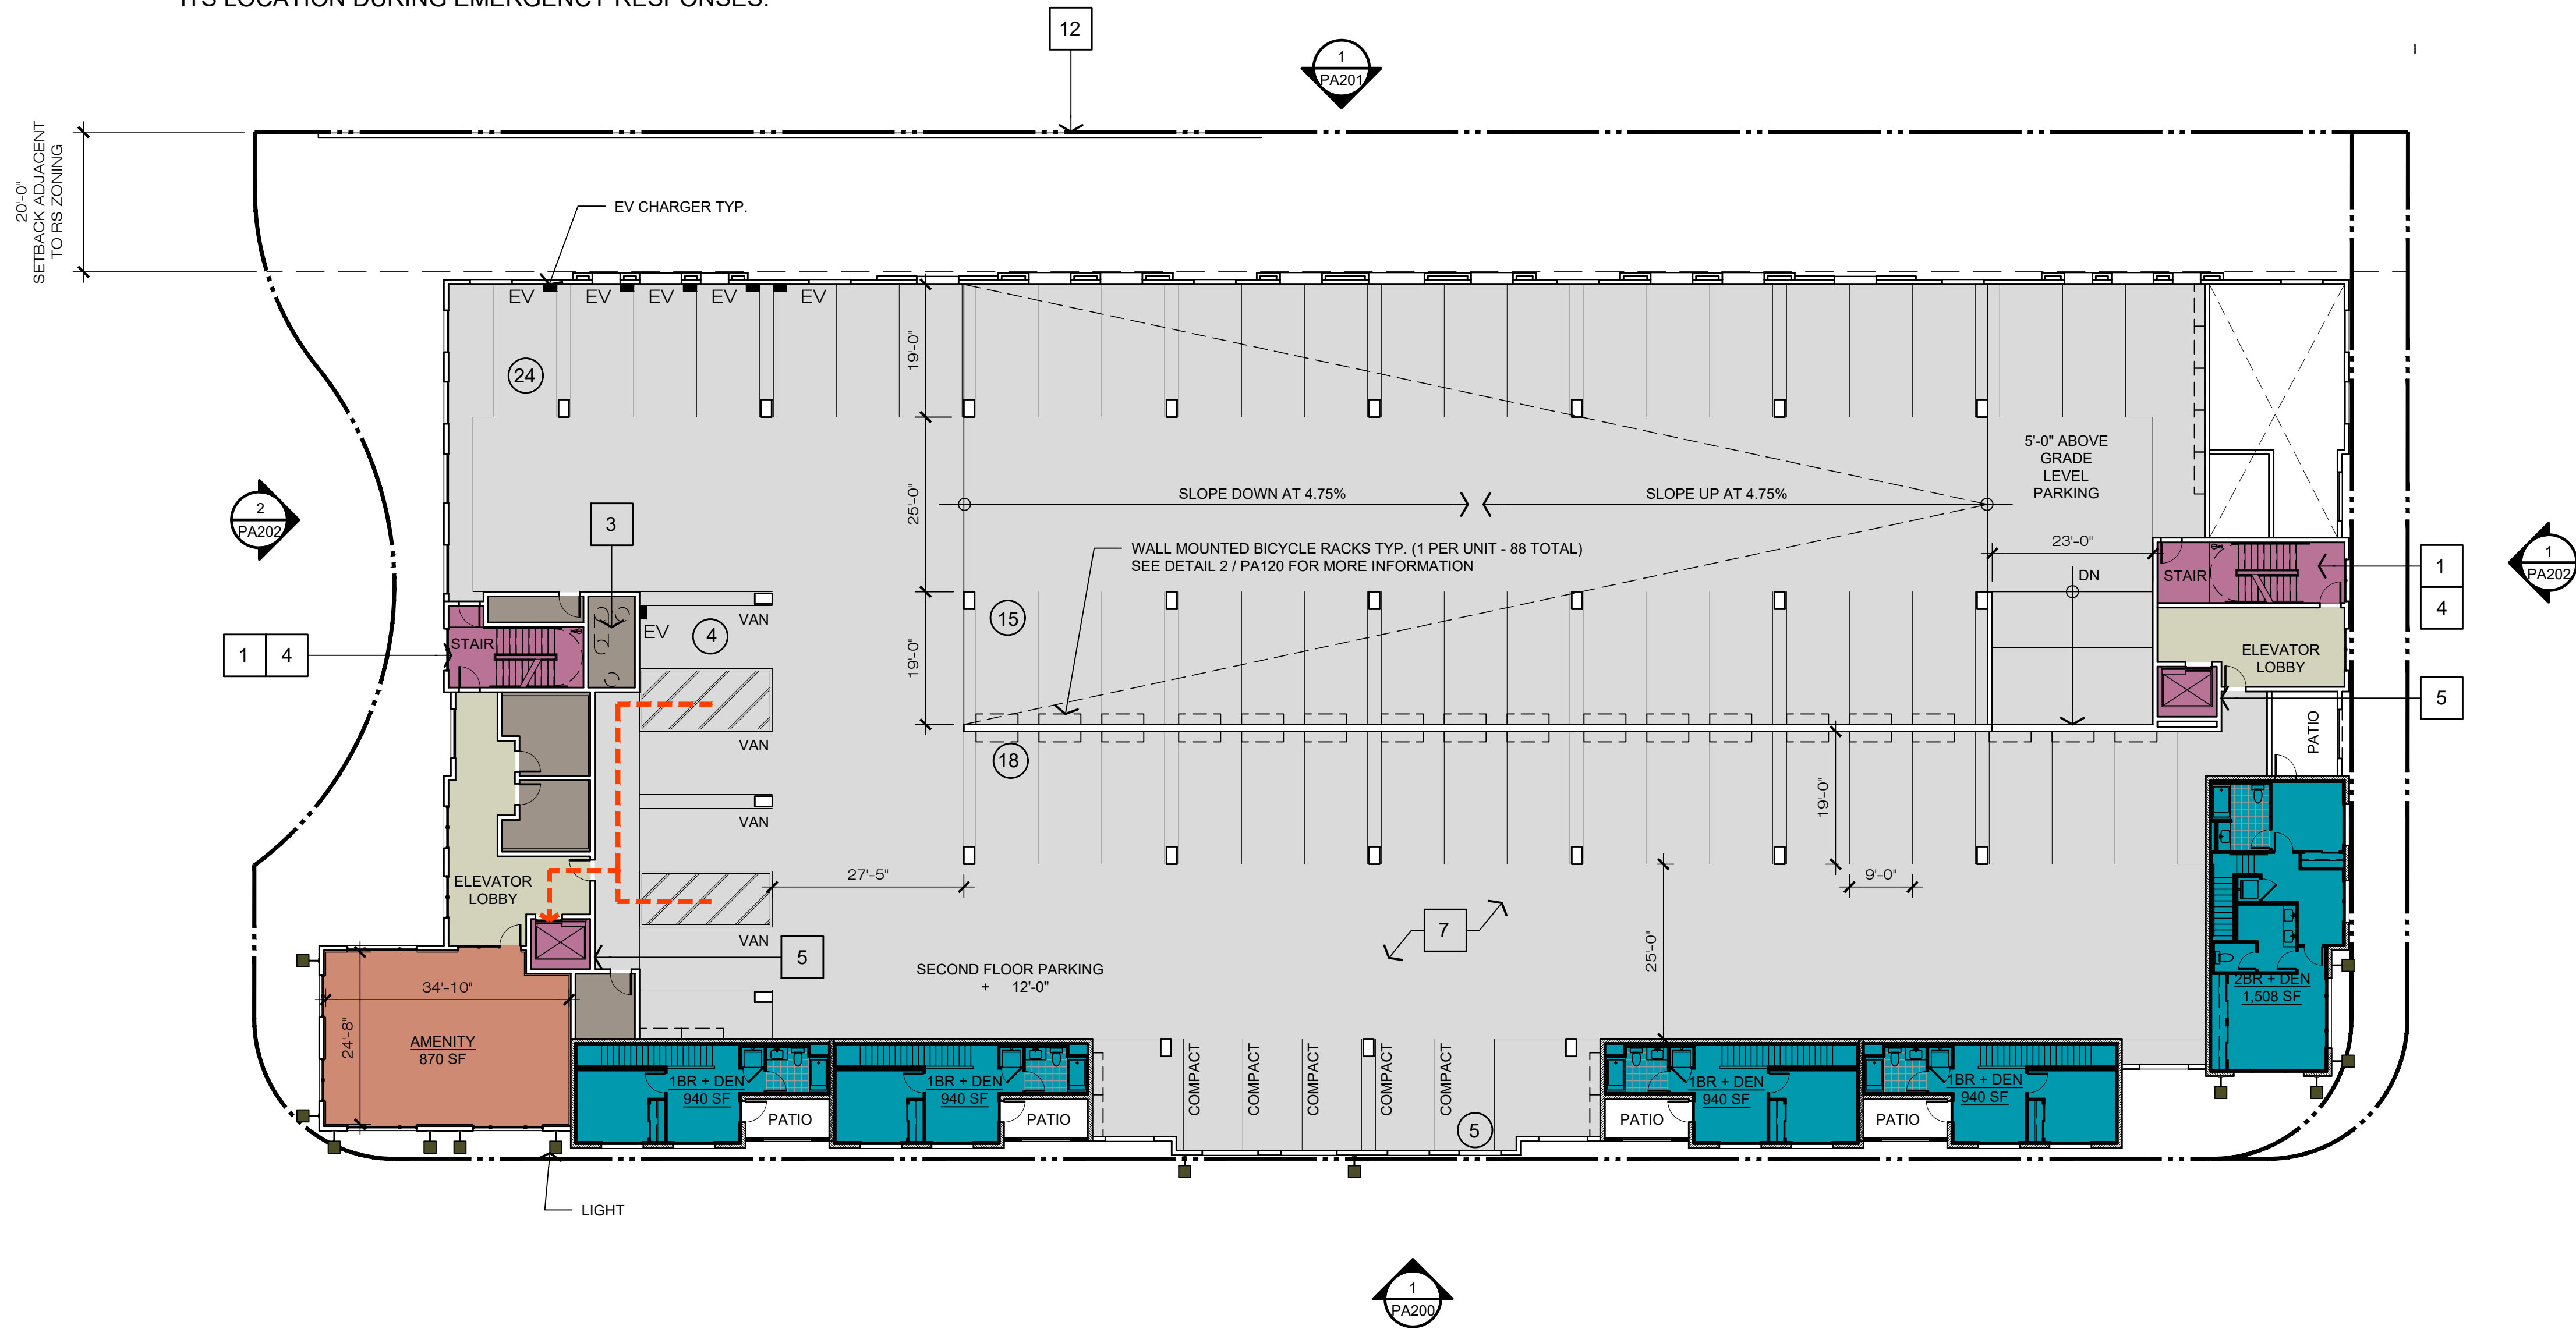 ITS LOCATION DURING EMERGENCY RESPONSES.
12
1
PA201
20'-0"
SETBACK ADJACENT
TO RS ZONING
EV CHARGER TYP.
EV
EV
EV
EV
EV
24
19'-0"
5'-0" ABOVE
GRADE
LEVEL
PARKING
SLOPE DOWN AT 4.75%
SLOPE UP AT 4.75%
25'-0"
2
PA202
3
WALL MOUNTED BICYCLE RACKS TYP. (1 PER UNIT - 88 TOTAL)
SEE DETAIL 2 / PA120 FOR MORE INFORMATION
23'-0"
DN
STAIR
1
4
1
PA202
VAN
EV
4
15
19'-0"
STAIR
1
4
ELEVATOR
LOBBY
5
VAN
18
PATIO
19'-0"
VAN
27'-5"
9'-0"
ELEVATOR
LOBBY
VAN
5
7
25'-0"
SECOND FLOOR PARKING
+ 12'-0"
34'-10"
24'-8"
AMENITY
870 SF
2BR + DEN
1,508 SF
1BR + DEN
940 SF
PATIO
1BR + DEN
940 SF
PATIO
COMPACT
COMPACT
COMPACT
COMPACT
COMPACT
5
PATIO
1BR + DEN
940 SF
PATIO
1BR + DEN
940 SF
LIGHT
1
PA200